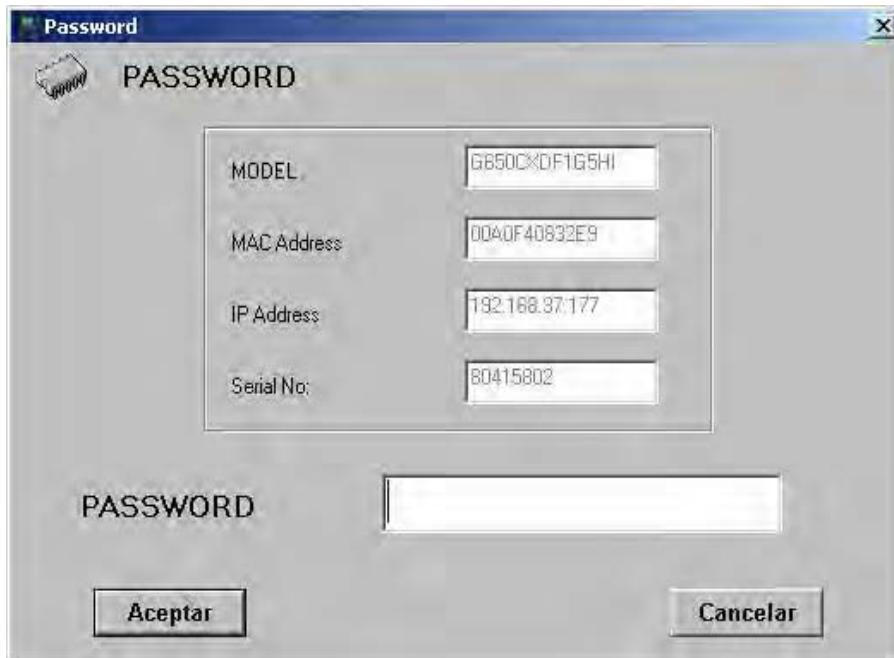 Password
PASSWORD
MODEL G650CXDF1G5HI
MAC Address 00A0F40832E9
IP Address 192.168.37.177
Serial No: 80415802
PASSWORD
Aceptar Cancelar